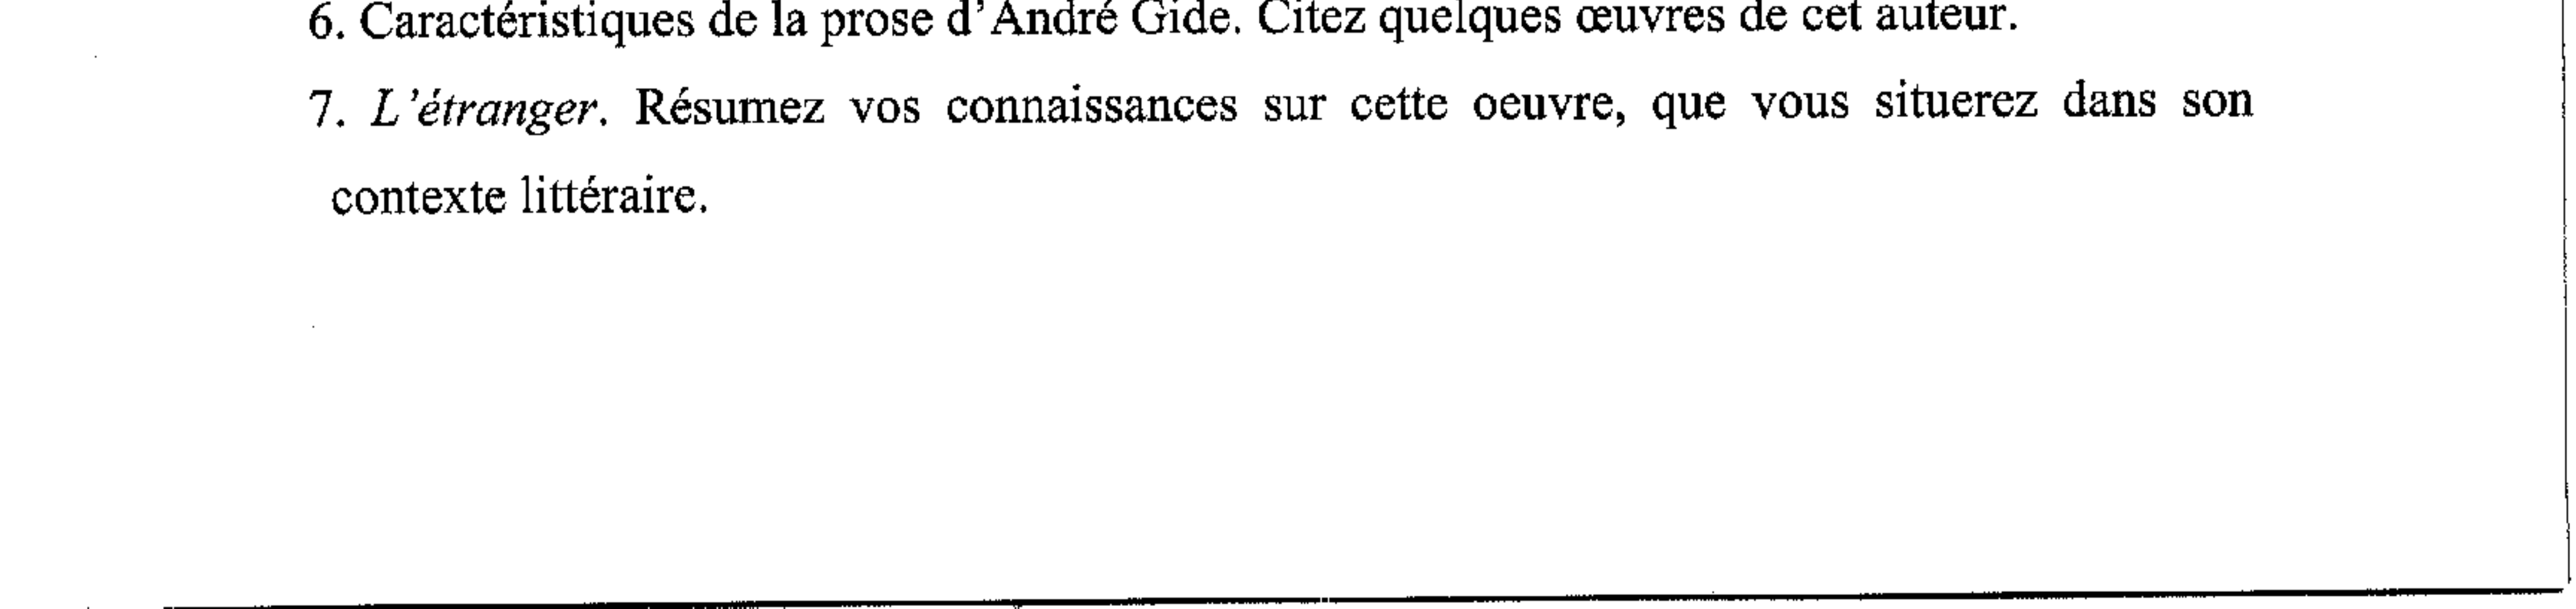 6. Caractéristiques de la prose d'André Gide. Citez quelques œuvres de cet auteur.
7. L'étranger. Résumez vos connaissances sur cette oeuvre, que vous situerez dans son
contexte littéraire.